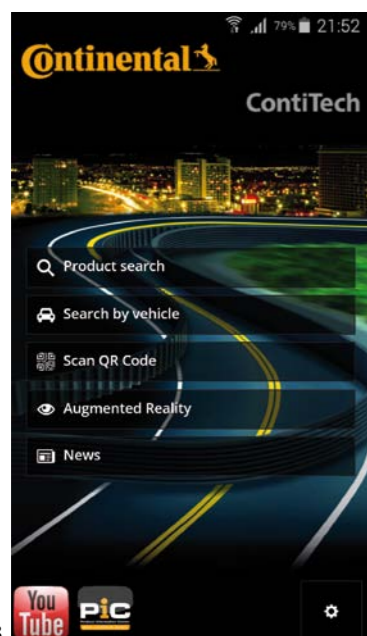 79% 21:52
Continental
ContiTech
Product search
Search by vehicle
Scan QR Code
Augmented Reality
News
You
Tube
PiC